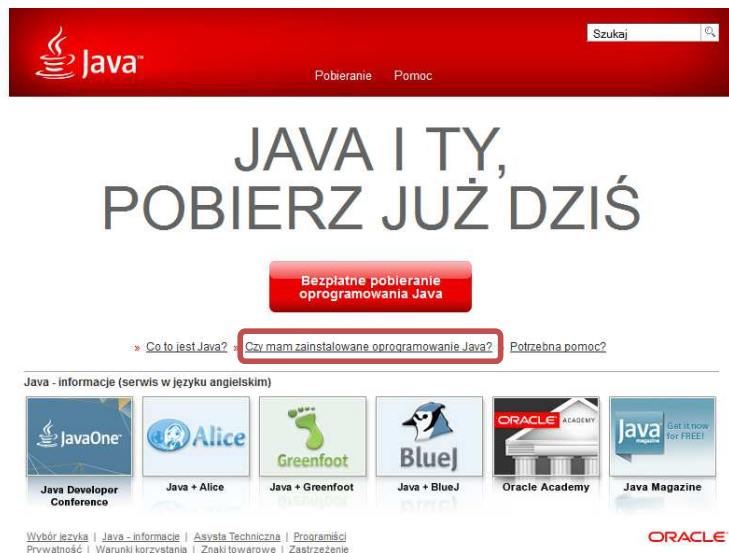 Szukaj
Java™
Pobieranie Pomoc
JAVA I TY,
POBIERZ JUŻ DZIŚ
Bezpłatne pobieranie
oprogramowania Java
» Co to jest Java? » Czy mam zainstalowane oprogramowanie Java? Potrzebna pomoc?
Java - informacje (serwis w języku angielskim)
JavaOne™
Alice
Greenfoot
BlueJ
ORACLE ACADEMY
Java magazine
Get it now
for FREE!
Java Developer
Conference
Java + Alice
Java + Greenfoot
Java + BlueJ
Oracle Academy
Java Magazine
Wybór języka | Java - informacje | Asysta Techniczna | Programiści
Prywatność | Warunki korzystania | Znaki towarowe | Zastrzeżenie
ORACLE